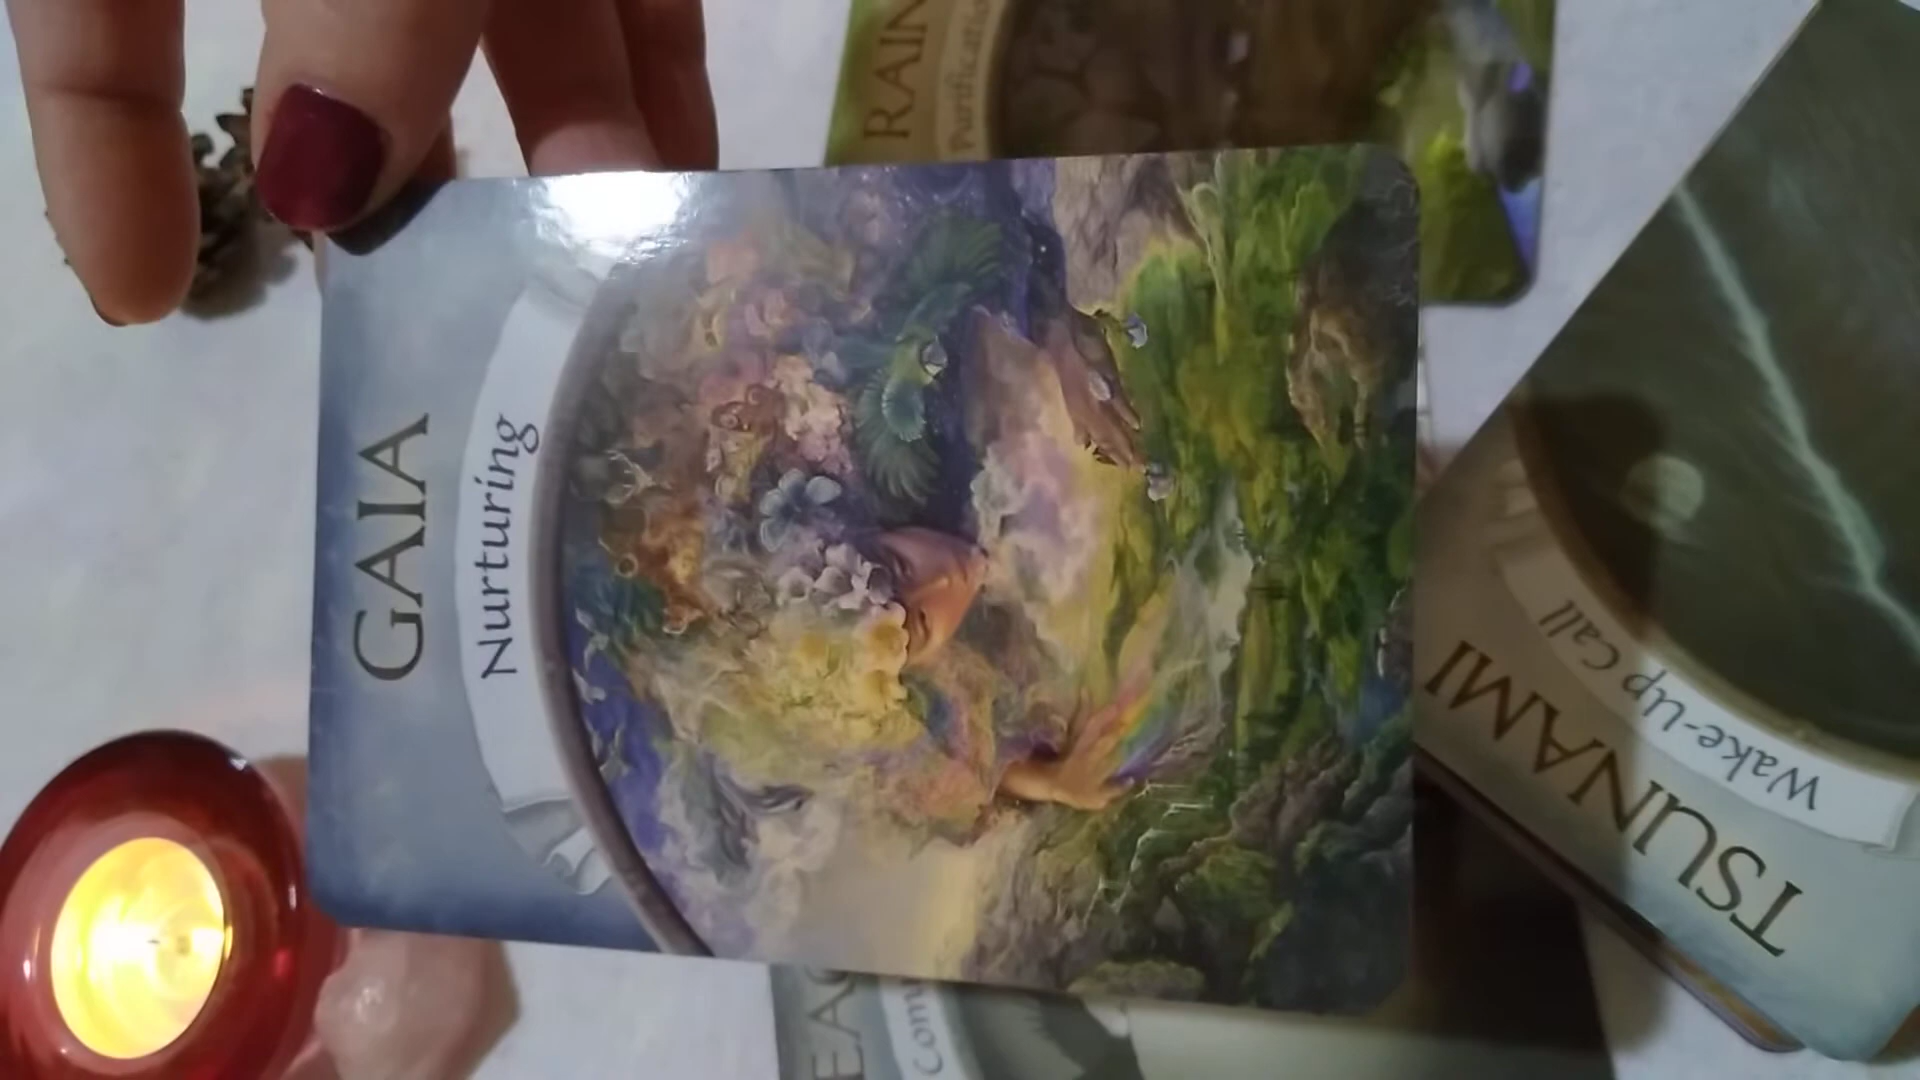 GAIA
Nurturing
RAIN
Purification
TSUNAMI
Wake-Up Call